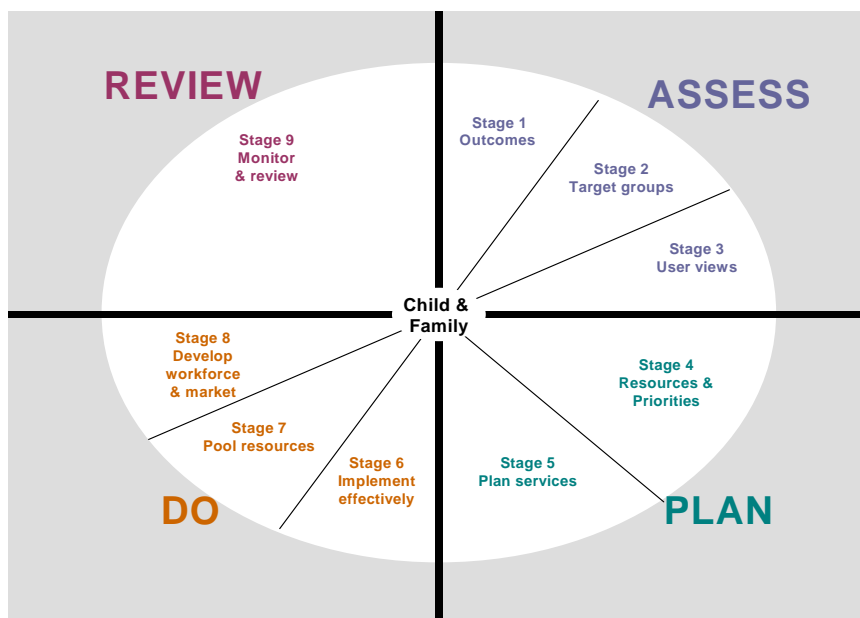 REVIEW
Stage 9
Monitor
& review
ASSESS
Stage 1
Outcomes
Stage 2
Target groups
Stage 3
User views
Child &
Family
Stage 4
Resources &
Priorities
Stage 5
Plan services
PLAN
Stage 6
Implement
effectively
Stage 7
Pool resources
Stage 8
Develop
workforce
& market
DO